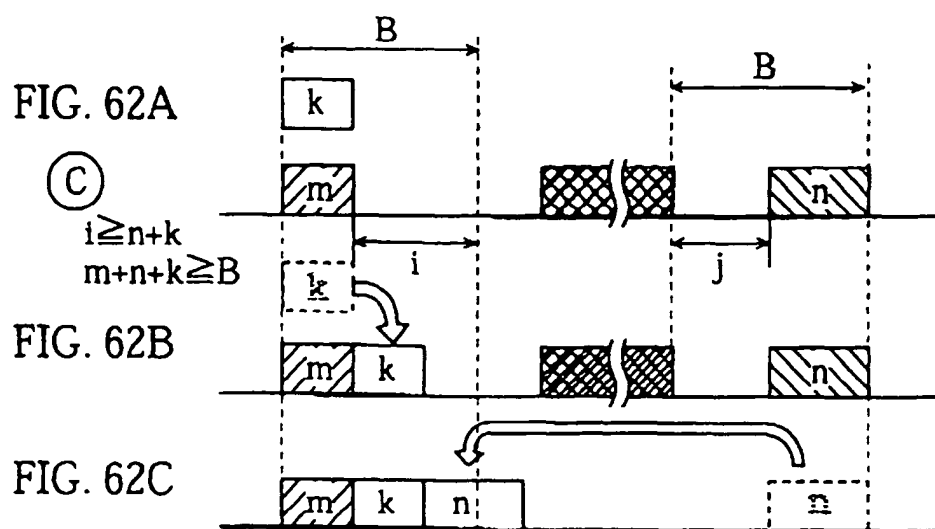 B
B
FIG. 62A
k
C
m
n
i≧n+k
i
j
m+n+k≧B
k
FIG. 62B
m k
n
FIG. 62C
m k n
n